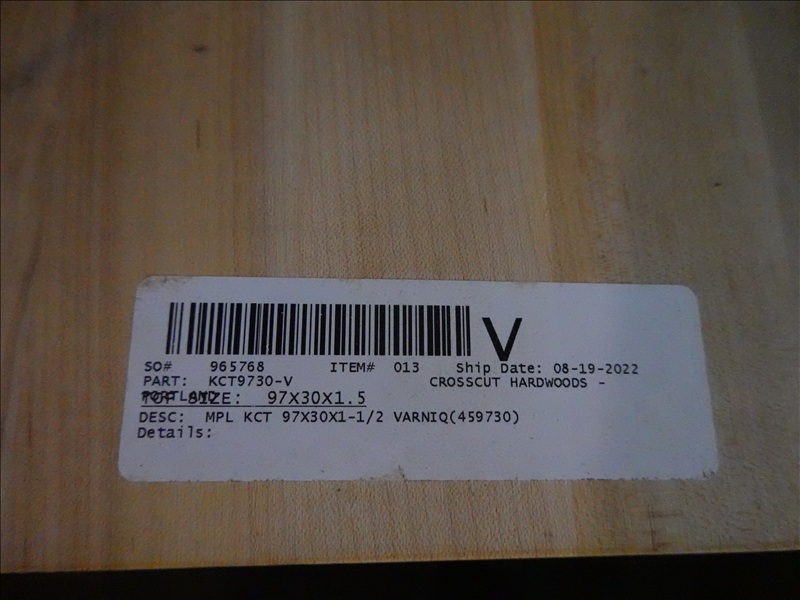 V
SO# 965768 ITEM# 013 Ship Date: 08-19-2022
PART: KCT9730-V CROSSCUT HARDWOODS -
PORTLAND
TOP SIZE: 97X30X1.5
DESC: MPL KCT 97X30X1-1/2 VARNIQ(459730)
Details: